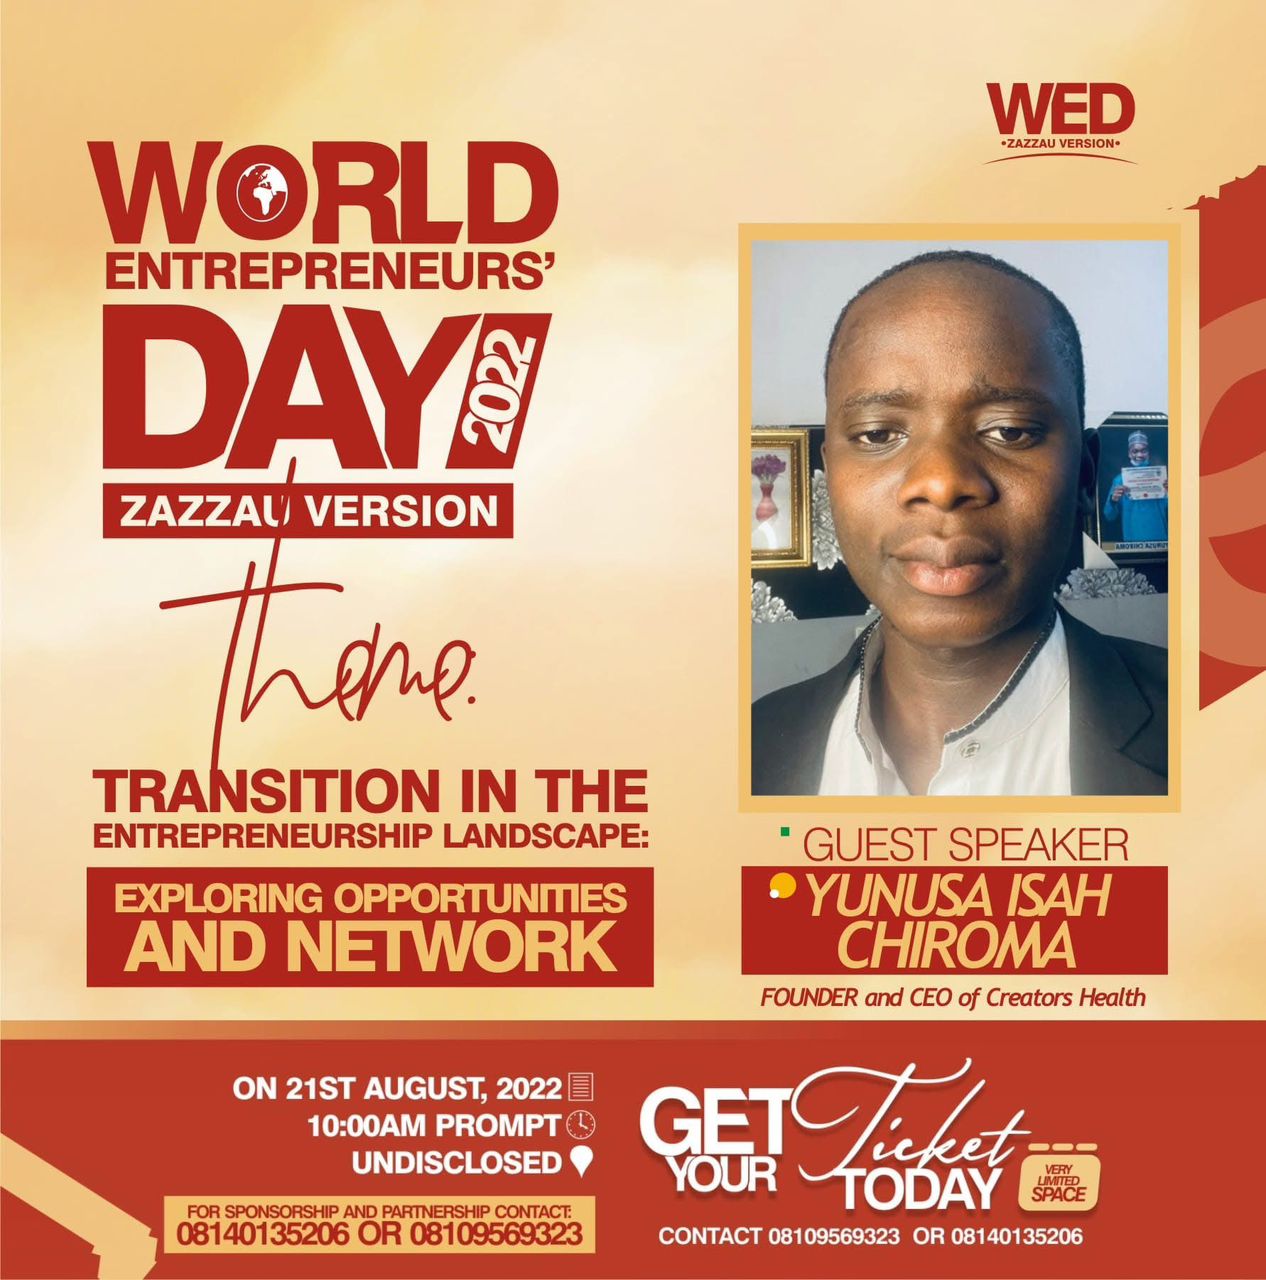 WED
•ZAZZAU VERSION•
WORLD
ENTREPRENEURS’
DAY
2022
ZAZZAU VERSION
theme:
TRANSITION IN THE
ENTREPRENEURSHIP LANDSCAPE:
EXPLORING OPPORTUNITIES
AND NETWORK
GUEST SPEAKER
YUNUSA ISAH
CHIROMA
FOUNDER and CEO of Creators Health
ON 21ST AUGUST, 2022
10:00AM PROMPT
UNDISCLOSED
FOR SPONSORSHIP AND PARTNERSHIP CONTACT:
08140135206 OR 08109569323
GET
YOUR
Ticket
TODAY
VERY
LIMITED
SPACE
CONTACT 08109569323 OR 08140135206